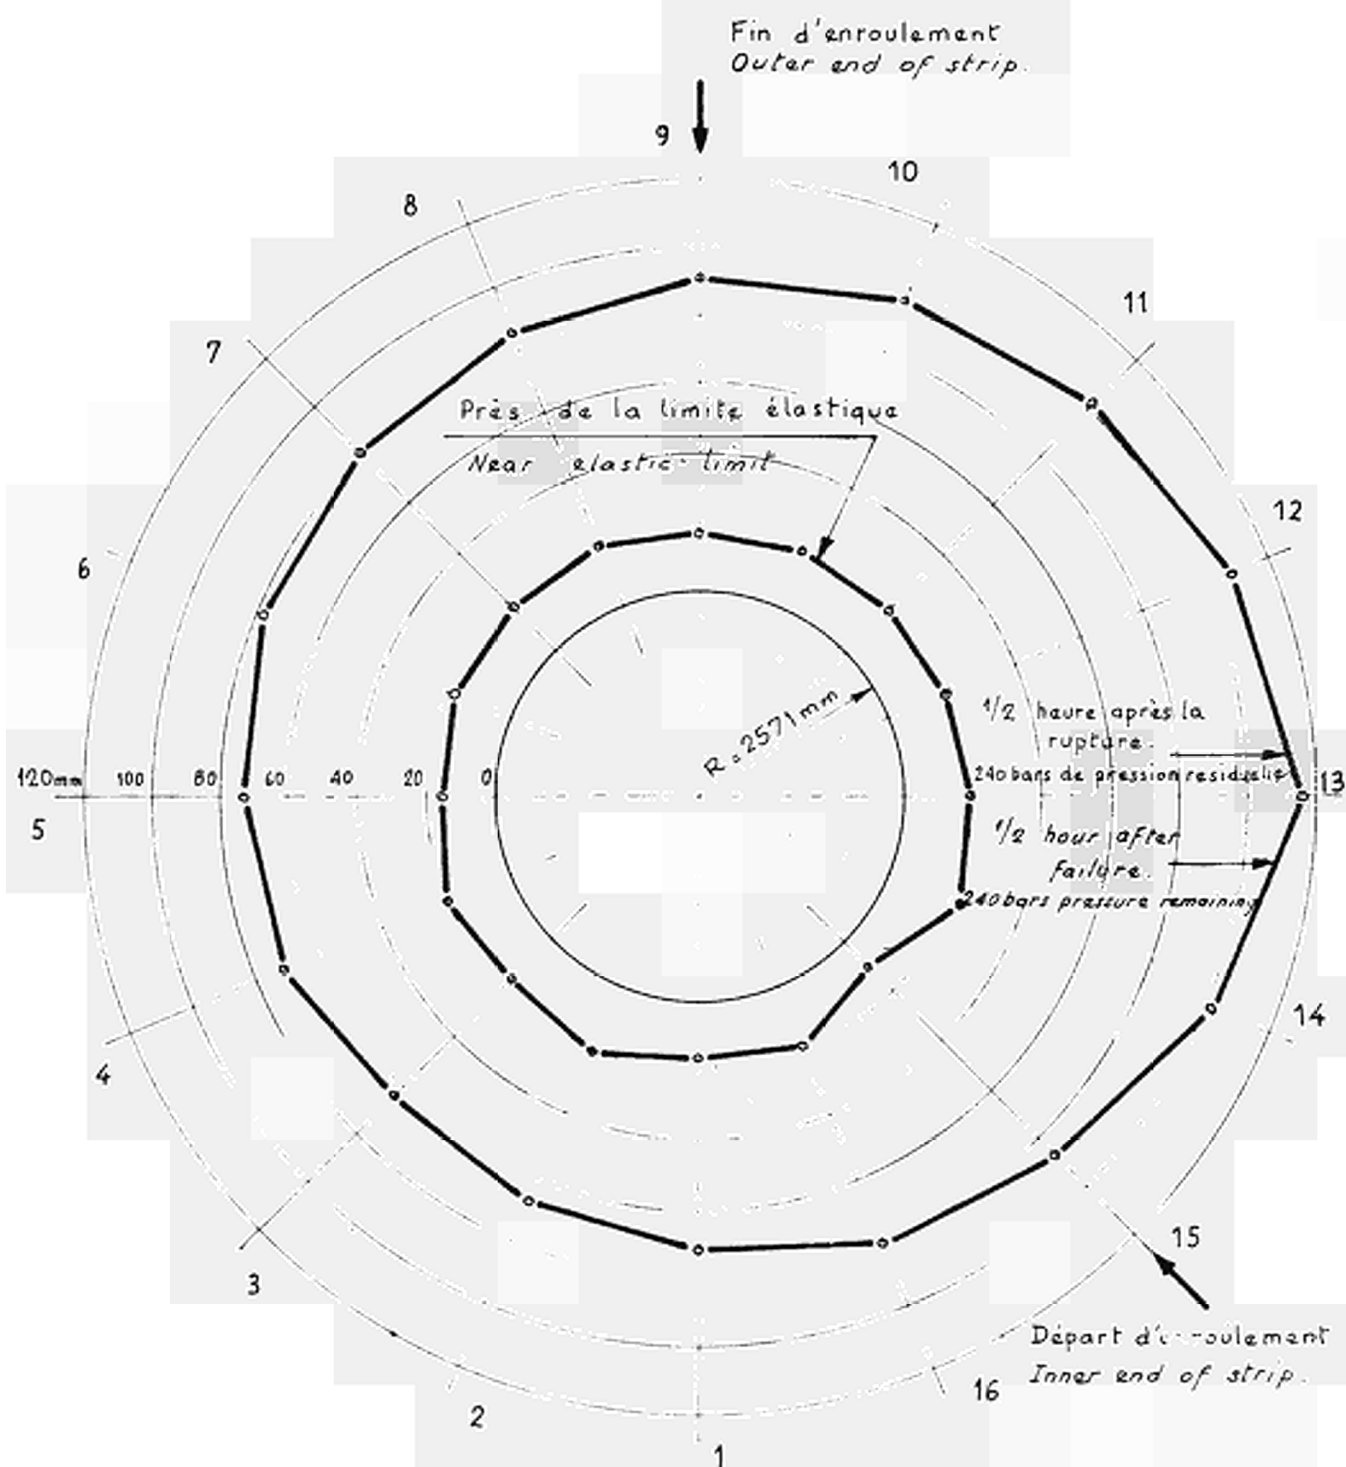 Fin d'enroulement
Outer end of strip.
9
10
8
11
7
Près de la limite élastique
Near elastic limit
12
6
R = 2571 mm
1/2 heure après la
rupture.
240 bars de pression residuelle
120mm 100 80 60 40 20 0
13
5
1/2 hour after
failure.
240 bars pressure remaining
14
4
15
3
Départ
Inner end of strip.
16
2
1